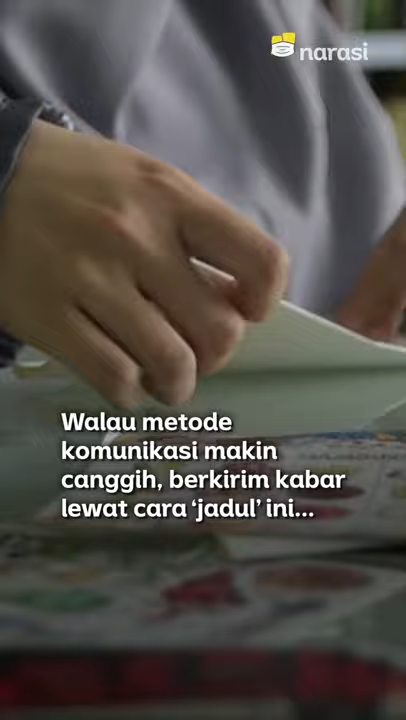 narasi
Walau metode
komunikasi makin
canggih, berkirim kabar
lewat cara ‘jadul’ ini...